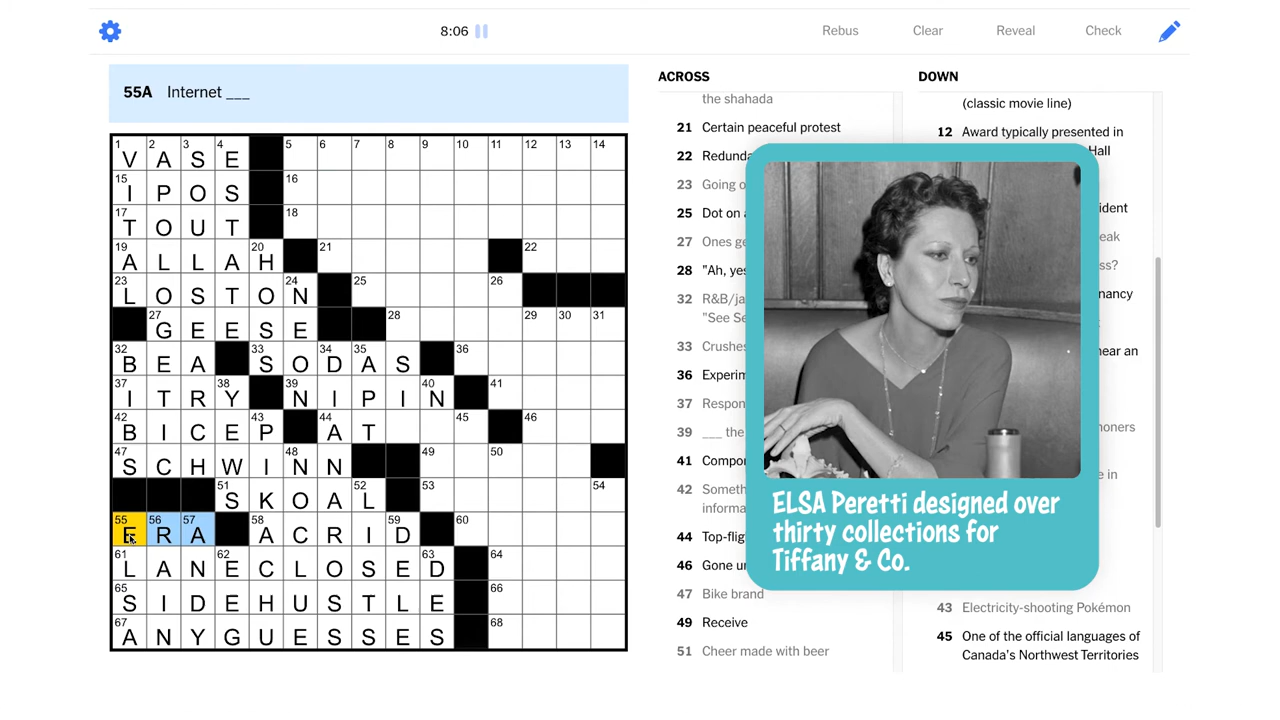 8:06
Rebus
Clear
Reveal
Check
55A Internet ___
1 2 3 4 5 6 7 8 9 10 11 12 13 14
V A S E
15 16
I P O S
17 18
T O U T
19 20 21 22
A L L A H
23 24 25 26
L O S T O N
27 28 29 30 31
G E E S E
32 33 34 35 36
B E A S O D A S
37 38 39 40 41
I T R Y N I P I N
42 43 44 45 46
B I C E P A T
47 48 49 50
S C H W I N N
51 52 53 54
S K O A L
55 56 57 58 59 60
E R A A C R I D
61 62 63 64
L A N E C L O S E D
65 66
S I D E H U S T L E
67 68
A N Y G U E S S E S
ACROSS
the shahada
21 Certain peaceful protest
22
23 Going o
25 Dot on
27 Ones ge
28 "Ah, yes
32 R&B/ja
"See Se
33 Crushes
36 Experim
37 Respon
39 ___ the
41 Compor
42 Someth
informa
44 Top-flig
46 Gone u
47 Bike brand
49 Receive
51 Cheer made with beer
DOWN
(classic movie line)
12 Award typically presented in
Hall
ident
eak
ss?
nancy
near an
honers
e in
43 Electricity-shooting Pokémon
45 One of the official languages of
Canada's Northwest Territories
ELSA Peretti designed over
thirty collections for
Tiffany & Co.